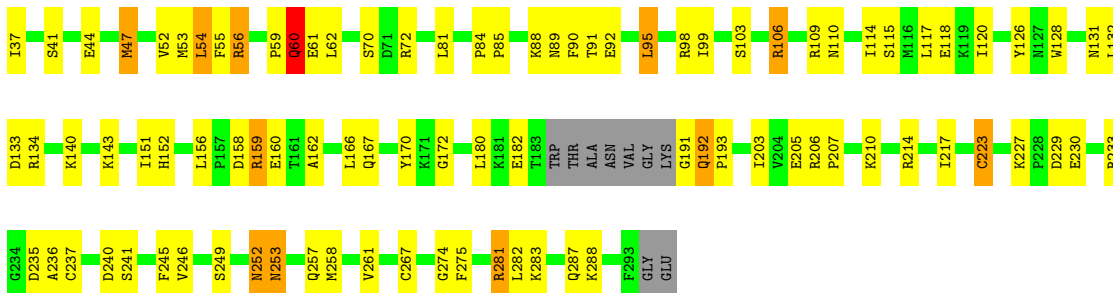 I37 S41 E44 M47 V52 M53 L54 F55 R56 P59 Q60 E61 L62 S70 D71 R72 L81 P84 P85 K88 N89 F90 T91 E92 L95 R98 I99 S103 R106 R109 N110 I114 S115 M116 L117 E118 K119 I120 Y126 N127 W128 N131 L132
D133 R134 K140 K143 I151 H152 L156 P157 D158 R159 E160 T161 A162 L166 Q167 Y170 K171 G172 L180 K181 E182 T183 TRP THR ALA ASN VAL GLY LYS G191 Q192 P193 I203 V204 E205 R206 P207 K210 R214 I217 C223 K227 P228 D229 E230
G234 D235 A236 C237 D240 S241 F245 V246 S249 N252 N253 Q257 M258 V261 C267 G274 F275 R281 L282 K283 Q287 K288 F293 GLY GLU